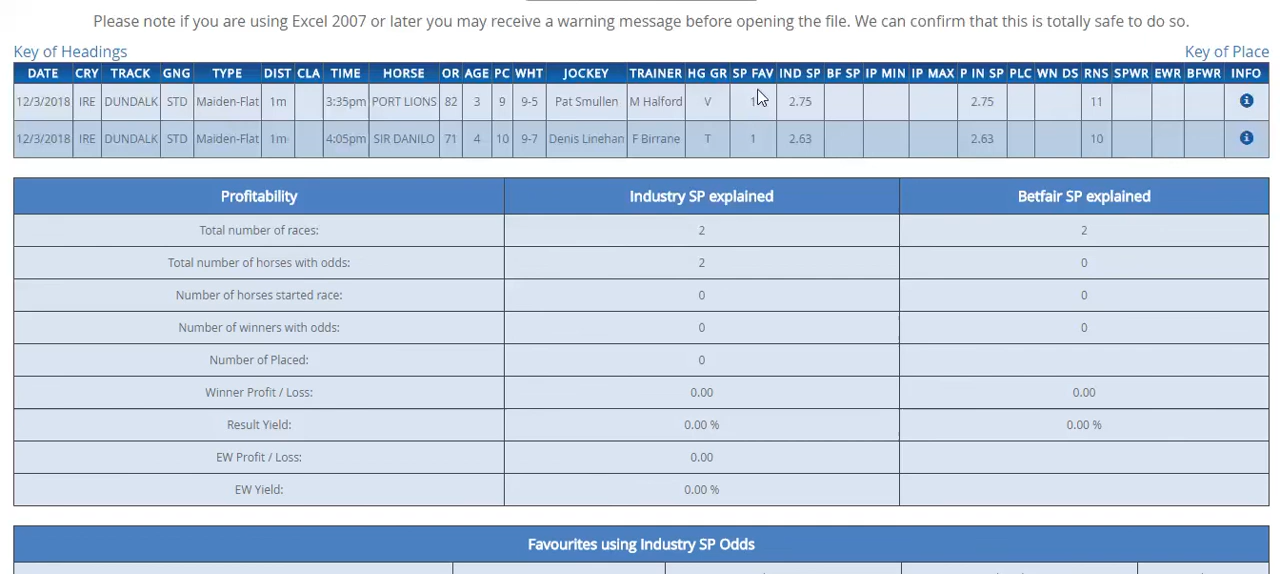 Please note if you are using Excel 2007 or later you may receive a warning message before opening the file. We can confirm that this is totally safe to do so.
Key of Headings Key of Place
DATE CRY TRACK GNG TYPE DIST CLA TIME HORSE OR AGE PC WHT JOCKEY TRAINER HG GR SP FAV IND SP BF SP IP MIN IP MAX P IN SP PLC WN DS RNS SPWR EWR BFWR INFO
12/3/2018 IRE DUNDALK STD Maiden-Flat 1m 3:35pm PORT LIONS 82 3 9 9-5 Pat Smullen M Halford V 1 2.75 2.75 11
12/3/2018 IRE DUNDALK STD Maiden-Flat 1m 4:05pm SIR DANILO 71 4 10 9-7 Denis Linehan F Birrane T 1 2.63 2.63 10
Profitability Industry SP explained Betfair SP explained
Total number of races: 2 2
Total number of horses with odds: 2 0
Number of horses started race: 0 0
Number of winners with odds: 0 0
Number of Placed: 0
Winner Profit / Loss: 0.00 0.00
Result Yield: 0.00 % 0.00 %
EW Profit / Loss: 0.00
EW Yield: 0.00 %
Favourites using Industry SP Odds